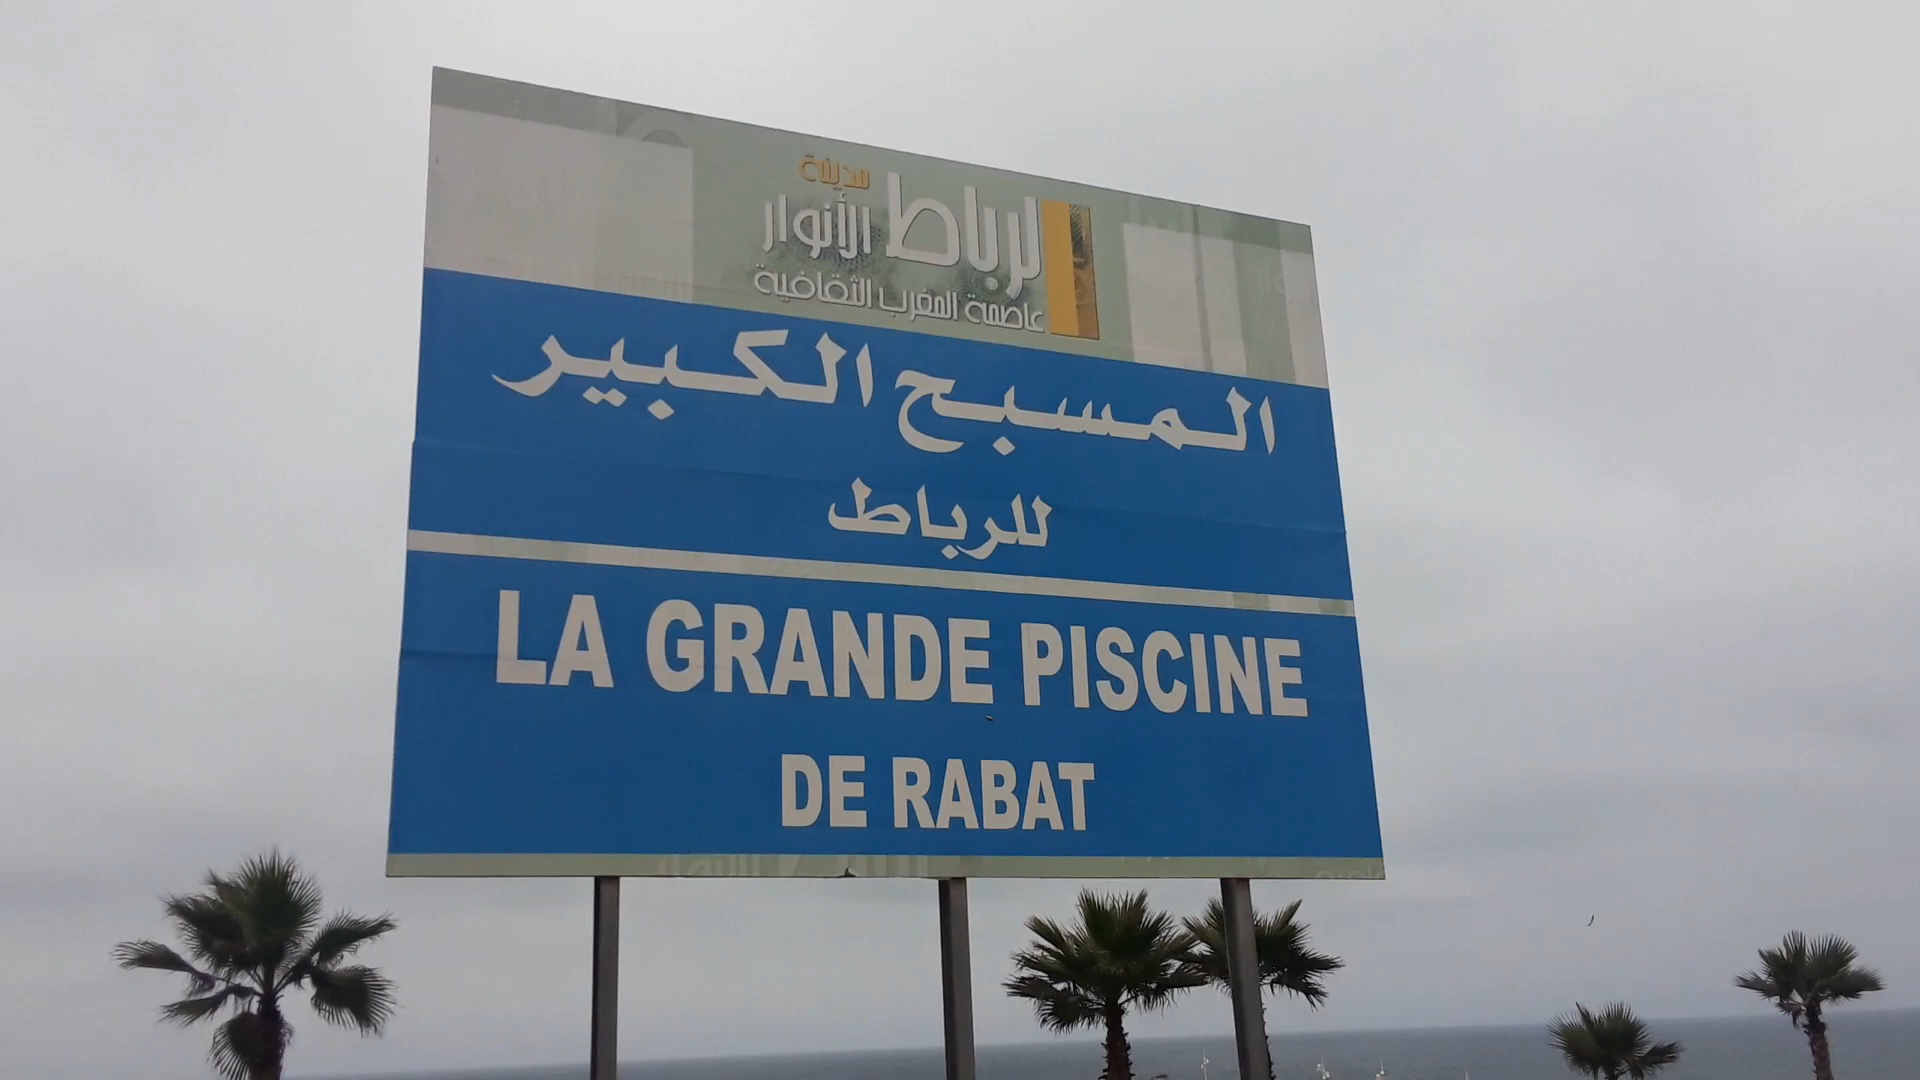 الرباط مدينة الأنوار
عاصمة المغرب الثقافية
المسبح الكبير
للرباط
LA GRANDE PISCINE
DE RABAT